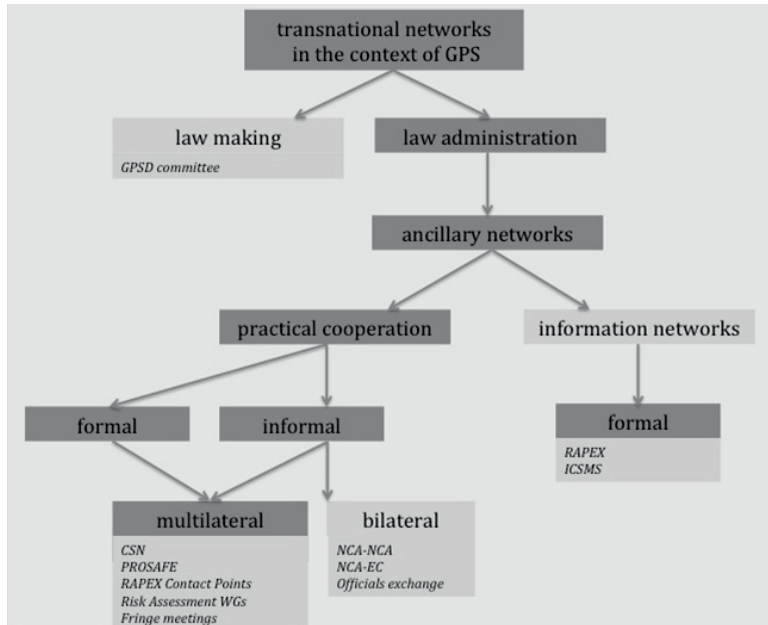 transnational networks
in the context of GPS
law making
GPSD committee
law administration
ancillary networks
practical cooperation
information networks
formal
informal
formal
RAPEX
ICSMS
multilateral
CSN
PROSAFE
RAPEX Contact Points
Risk Assessment WGs
Fringe meetings
bilateral
NCA-NCA
NCA-EC
Officials exchange